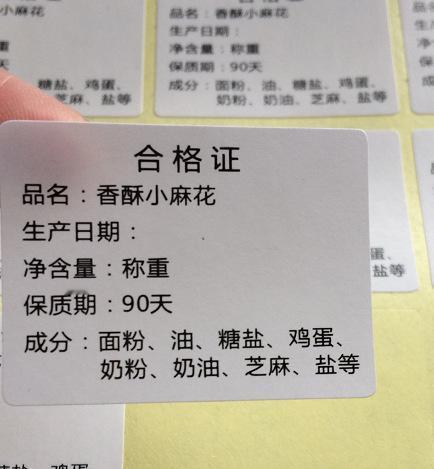 品名：香酥小麻花
生产日期：
净含量：称重
保质期：90天
成分：面粉、油、糖盐、鸡蛋、
奶粉、奶油、芝麻、盐等
糖盐、鸡蛋、
芝麻、盐等
合格证
品名：香酥小麻花
生产日期：
净含量：称重
保质期：90天
成分：面粉、油、糖盐、鸡蛋、
奶粉、奶油、芝麻、盐等
盐等